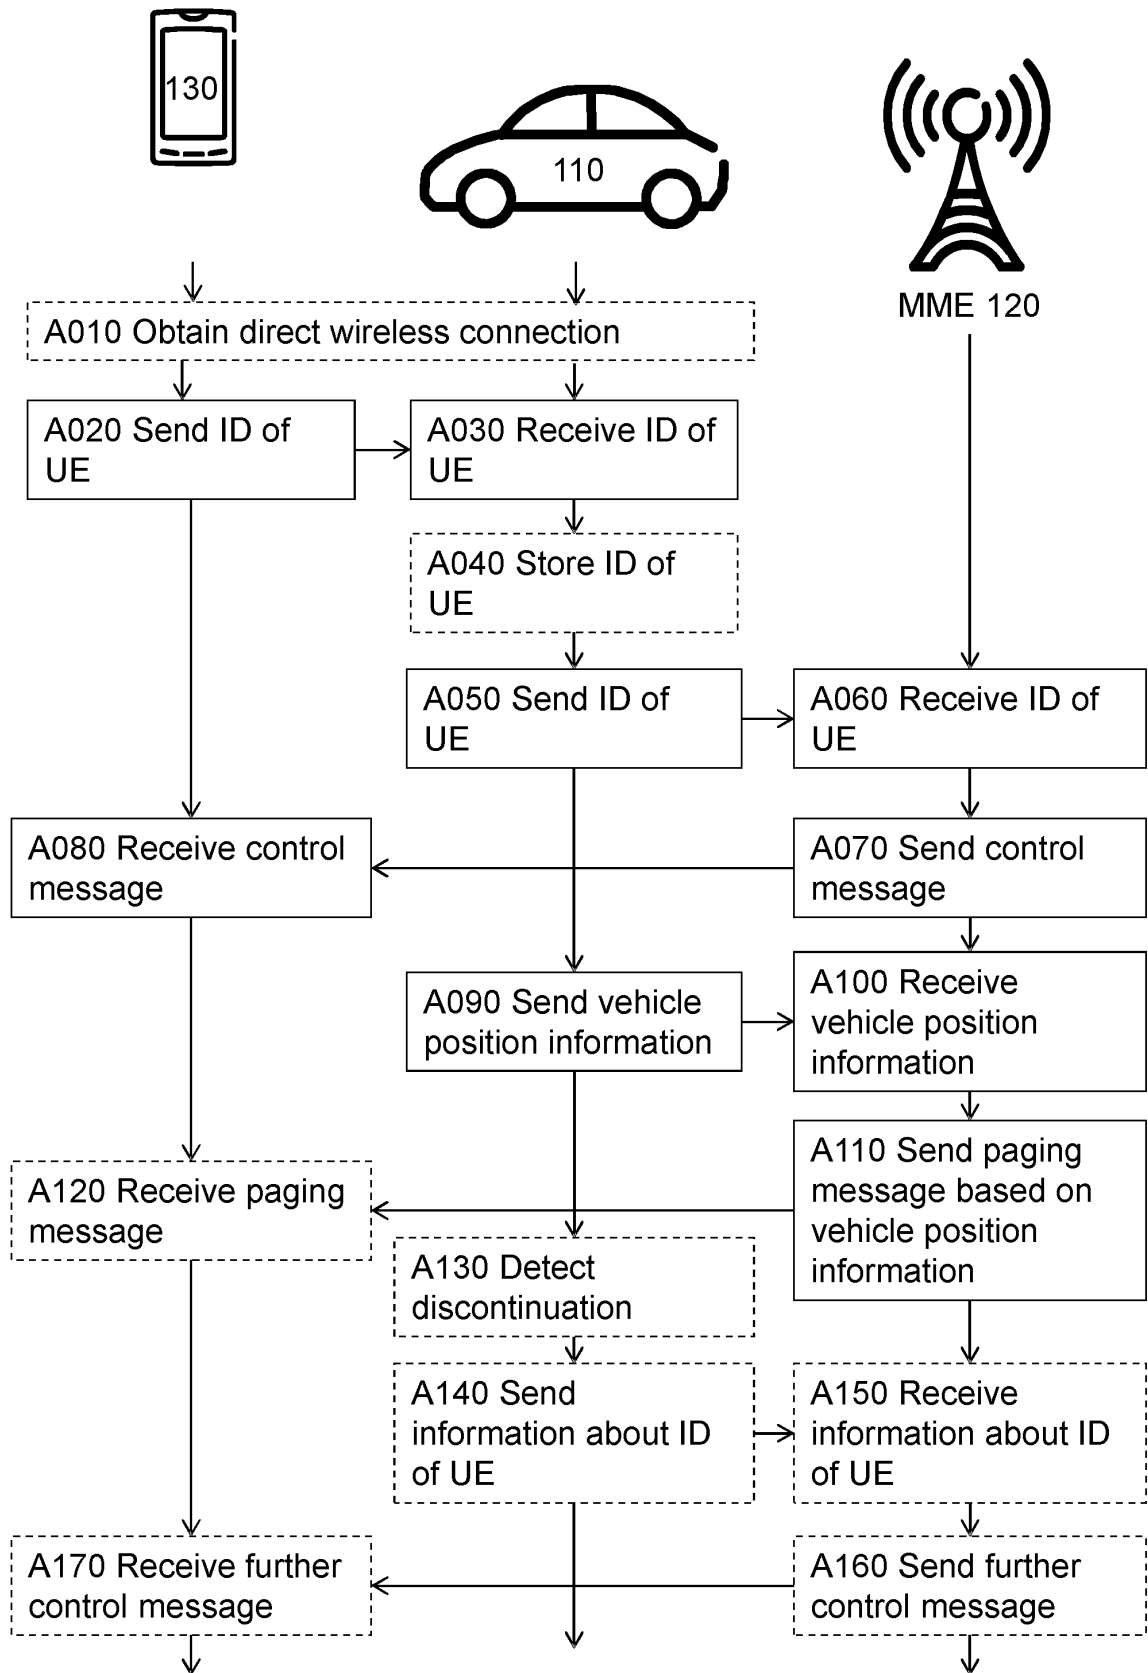 130
110
MME 120
A010 Obtain direct wireless connection
A020 Send ID of
UE
A030 Receive ID of
UE
A040 Store ID of
UE
A050 Send ID of
UE
A060 Receive ID of
UE
A080 Receive control
message
A070 Send control
message
A090 Send vehicle
position information
A100 Receive
vehicle position
information
A110 Send paging
message based on
vehicle position
information
A120 Receive paging
message
A130 Detect
discontinuation
A140 Send
information about ID
of UE
A150 Receive
information about ID
of UE
A170 Receive further
control message
A160 Send further
control message